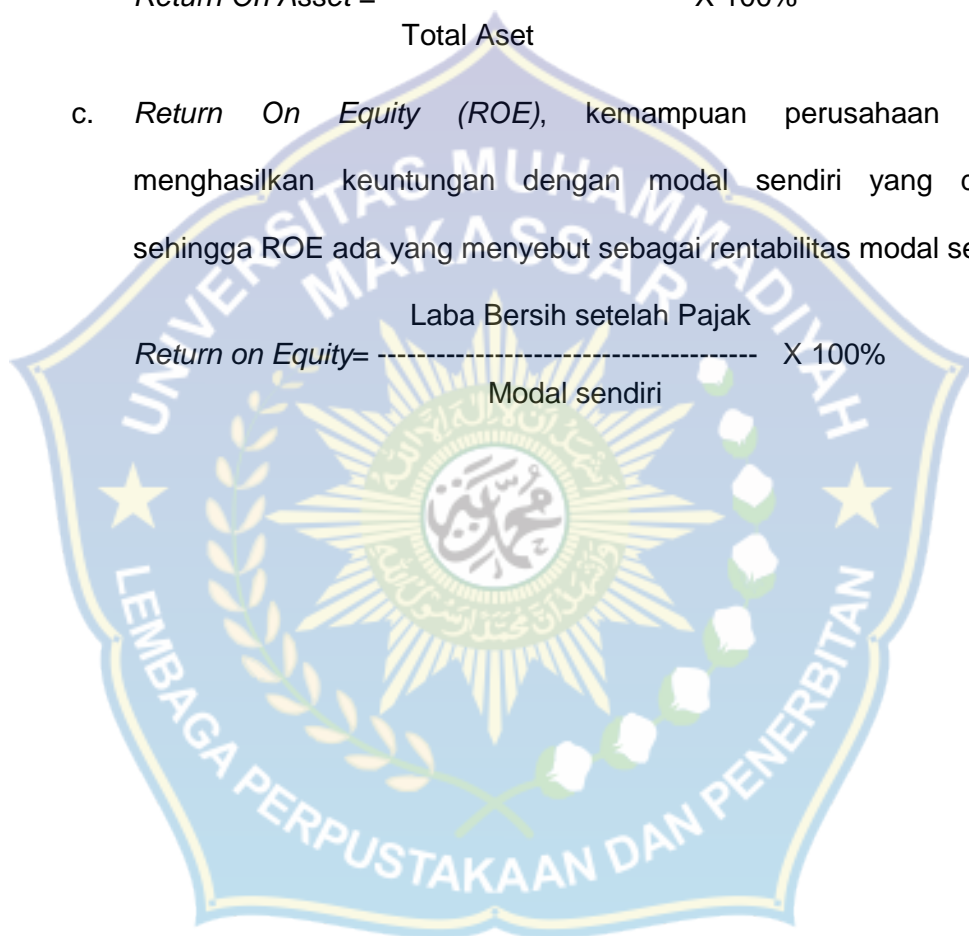 Return On Asset = X 100%
Total Aset
c. Return On Equity (ROE), kemampuan perusahaan
menghasilkan keuntungan dengan modal sendiri yang
sehingga ROE ada yang menyebut sebagai rentabilitas modal
Laba Bersih setelah Pajak
Return on Equity= --------------------------------------- X 100%
Modal sendiri
UNIVERSITAS MUHAMMADIYAH
MAKASSAR
LEMBAGA PERPUSTAKAAN DAN PENERBITAN